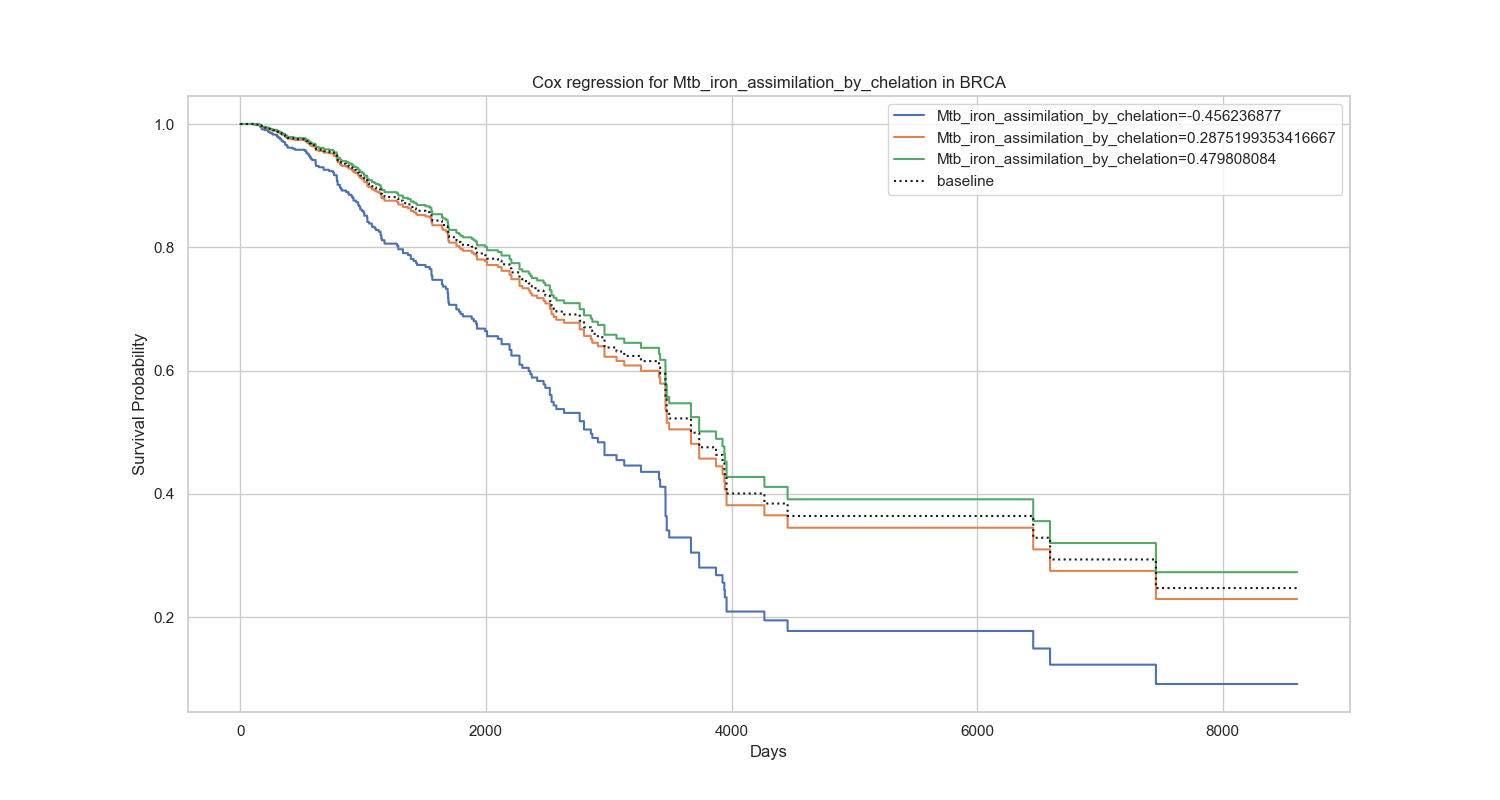 Cox regression for Mtb_iron_assimilation_by_chelation in BRCA
Mtb_iron_assimilation_by_chelation=-0.456236877
Mtb_iron_assimilation_by_chelation=0.2875199353416667
Mtb_iron_assimilation_by_chelation=0.479808084
baseline
1.0
0.8
0.6
0.4
0.2
Survival Probability
0 2000 4000 6000 8000
Days